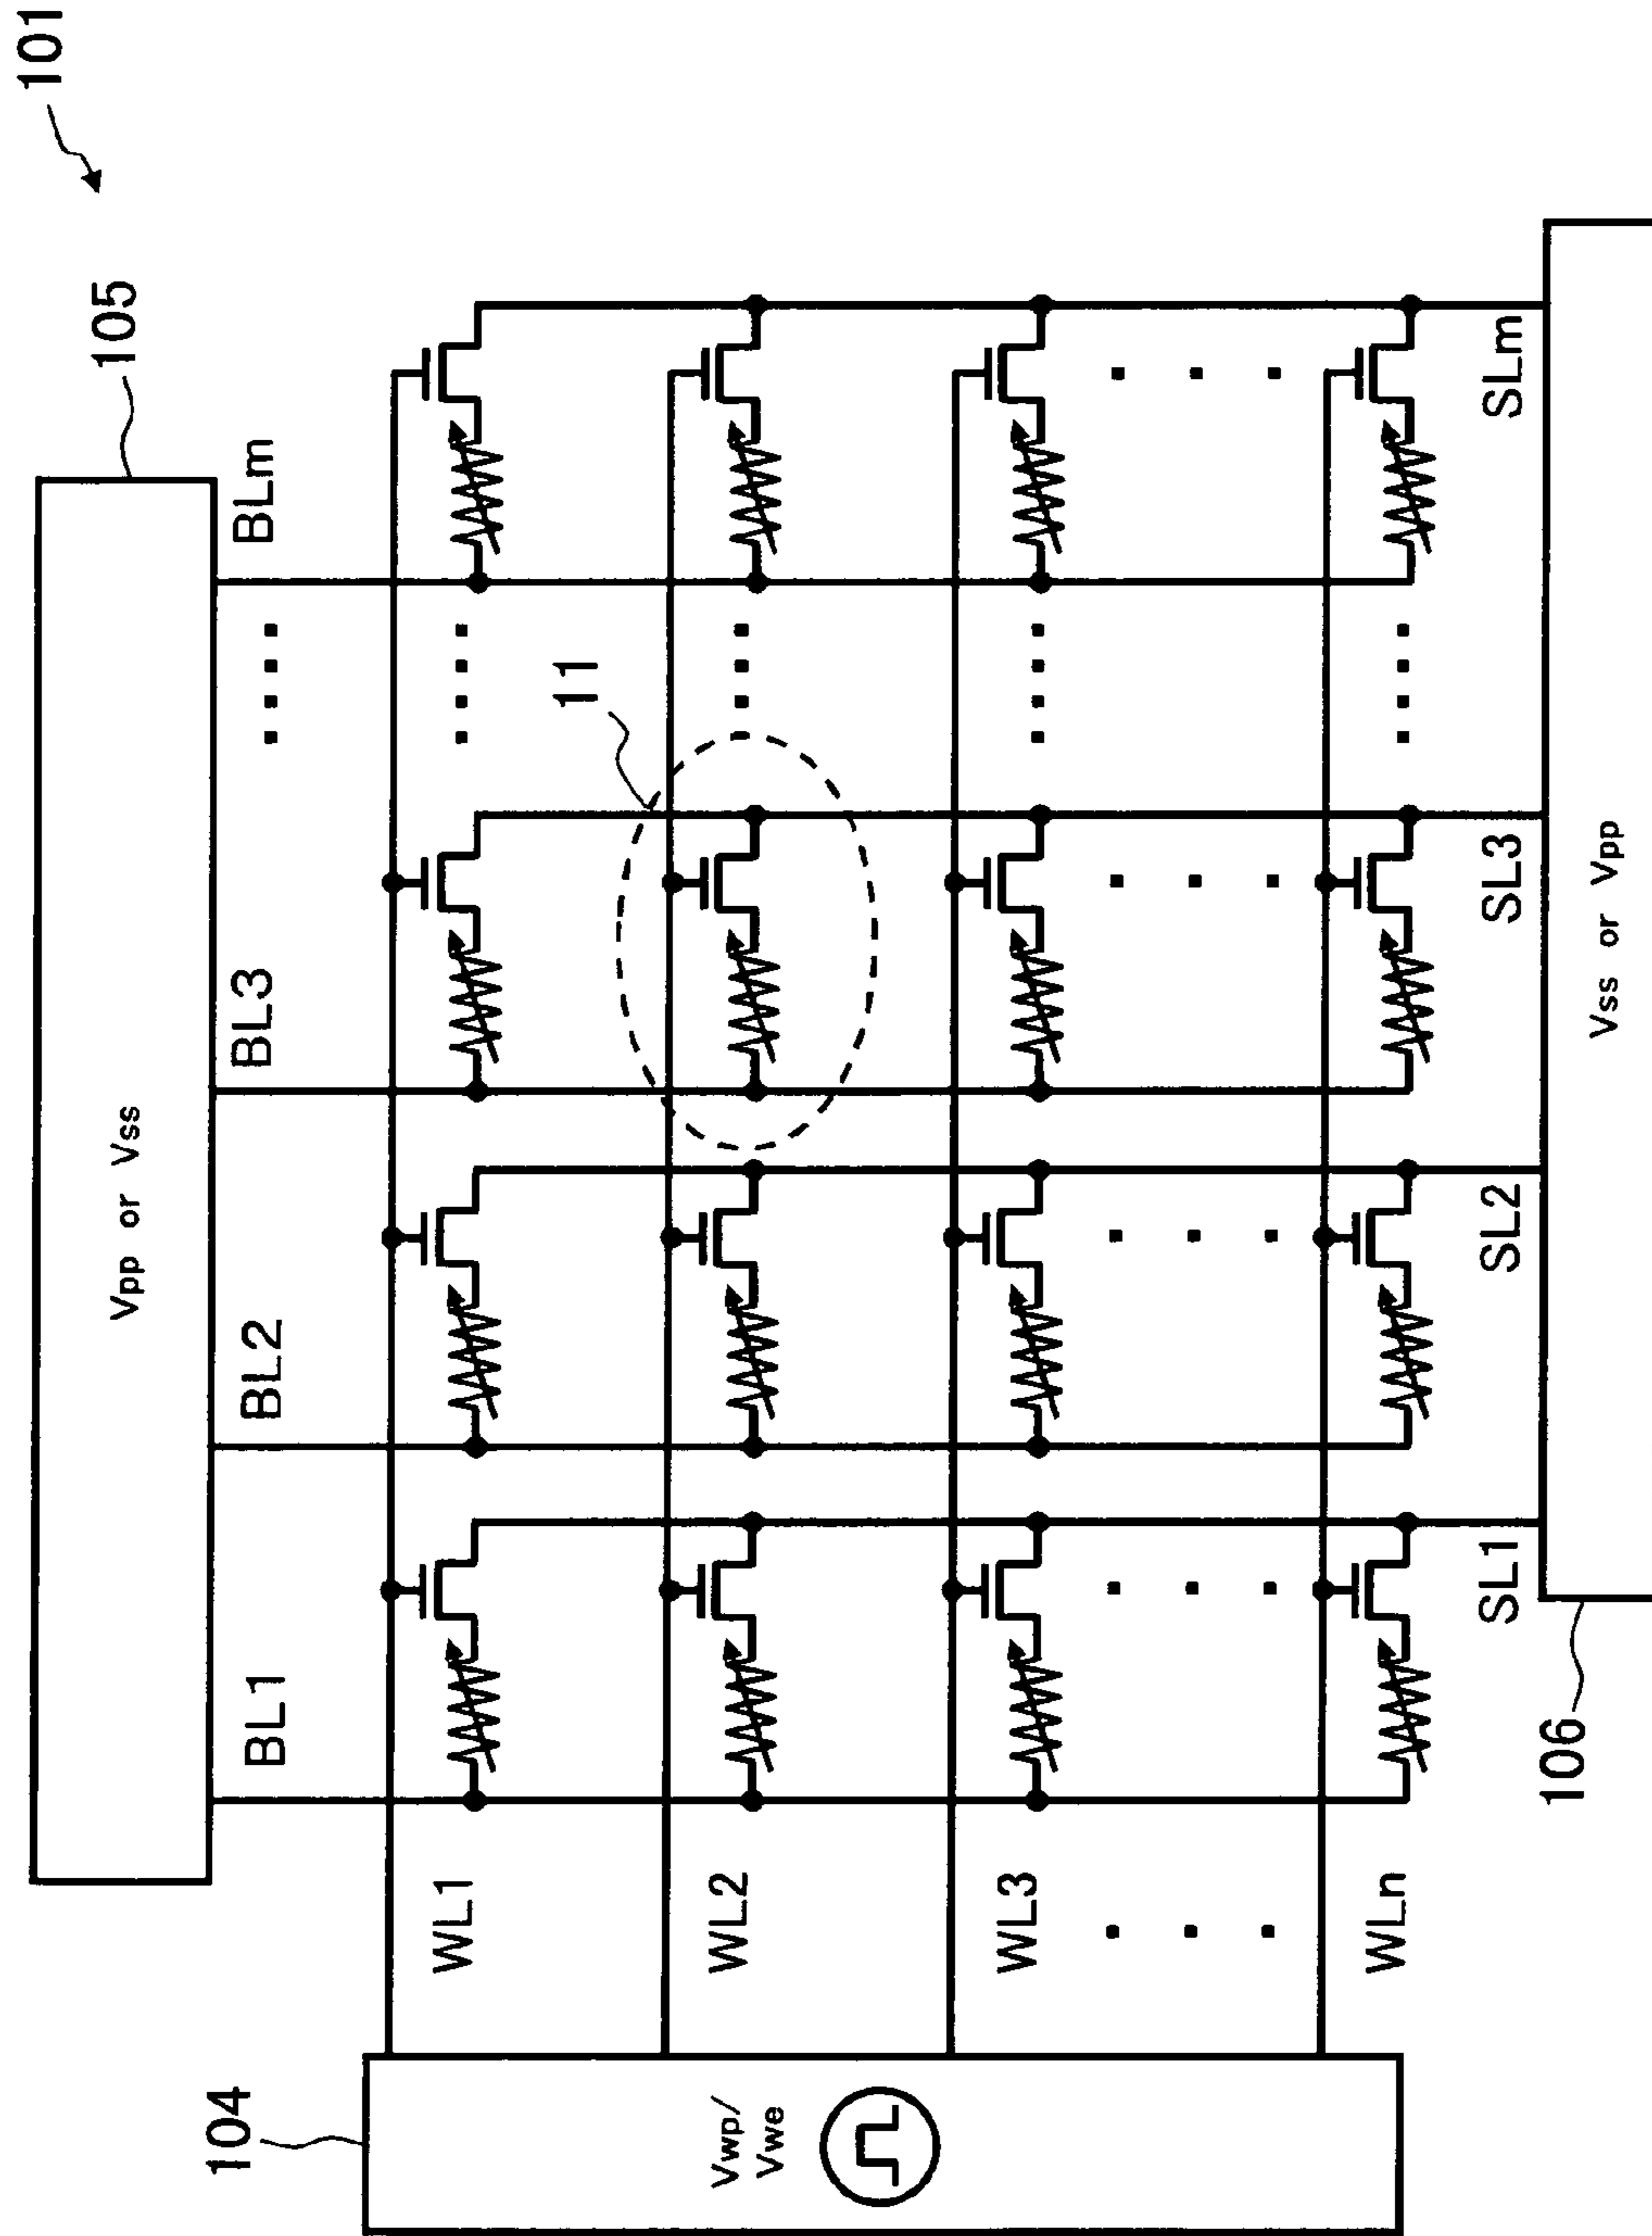 101
105
Vpp or Vss
BL1
BL2
BL3
BLm
11
104
Vwp/
Vwe
WL1
WL2
WL3
WLn
SL1
SL2
SL3
SLm
106
Vss or Vpp